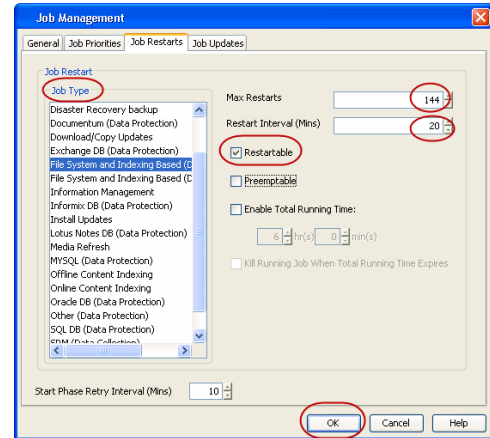 Job Management
General Job Priorities Job Restarts Job Updates
Job Restart
Job Type
Disaster Recovery backup
Documentum (Data Protection)
Download/Copy Updates
Exchange DB (Data Protection)
File System and Indexing Based (D
File System and Indexing Based (D
Information Management
Informix DB (Data Protection)
Install Updates
Lotus Notes DB (Data Protection)
Media Refresh
MYSQL (Data Protection)
Offline Content Indexing
Online Content Indexing
Oracle DB (Data Protection)
Other (Data Protection)
SQL DB (Data Protection)
SRM (Data Collection)
Max Restarts 144
Restart Interval (Mins) 20
Restartable
Preemptable
Enable Total Running Time:
6 hr(s) 0 min(s)
Kill Running Job When Total Running Time Expires
Start Phase Retry Interval (Mins) 10
OK Cancel Help